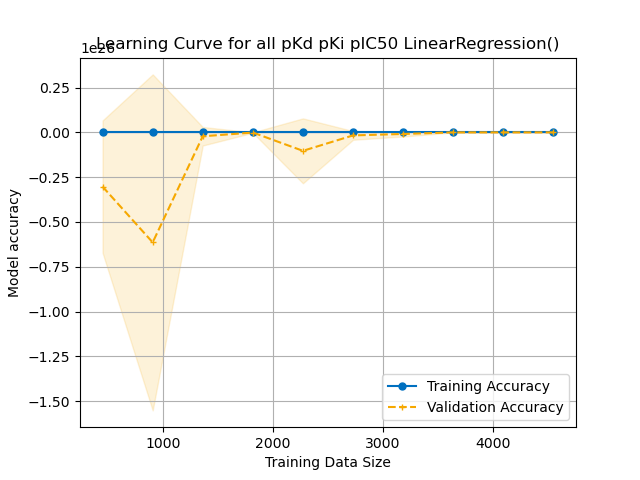 Learning Curve for all pKd pKi pIC50 LinearRegression()
1e26
0.25
0.00
−0.25
−0.50
−0.75
−1.00
−1.25
−1.50
Model accuracy
1000
2000
3000
4000
Training Data Size
Training Accuracy
Validation Accuracy